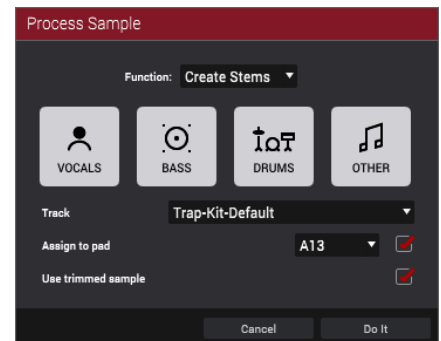 Process Sample
Function: Create Stems
VOCALS BASS DRUMS OTHER
Track Trap-Kit-Default
Assign to pad A13
Use trimmed sample
Cancel Do It